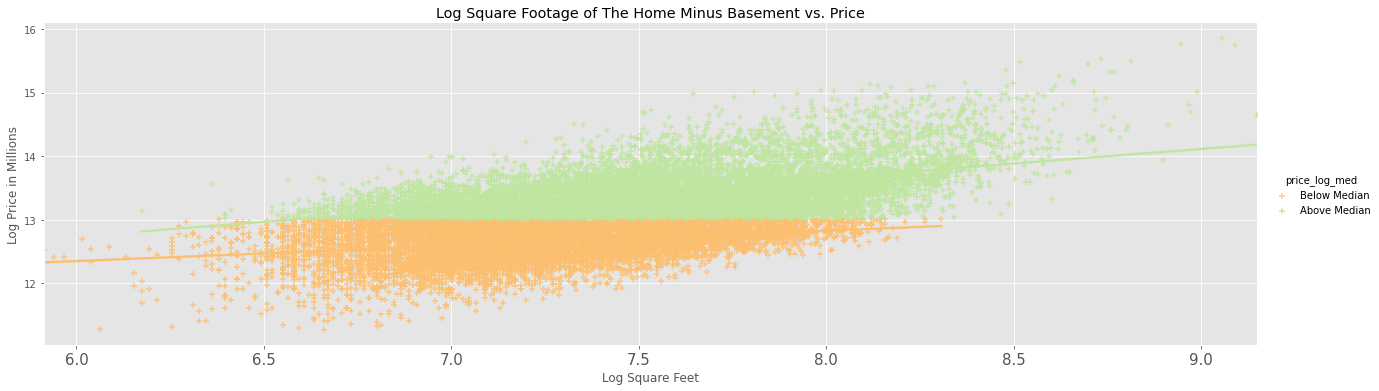 Log Square Footage of The Home Minus Basement vs. Price
16
15
14
13
12
Log Price in Millions
6.0 6.5 7.0 7.5 8.0 8.5 9.0
Log Square Feet
price_log_med
Below Median
Above Median